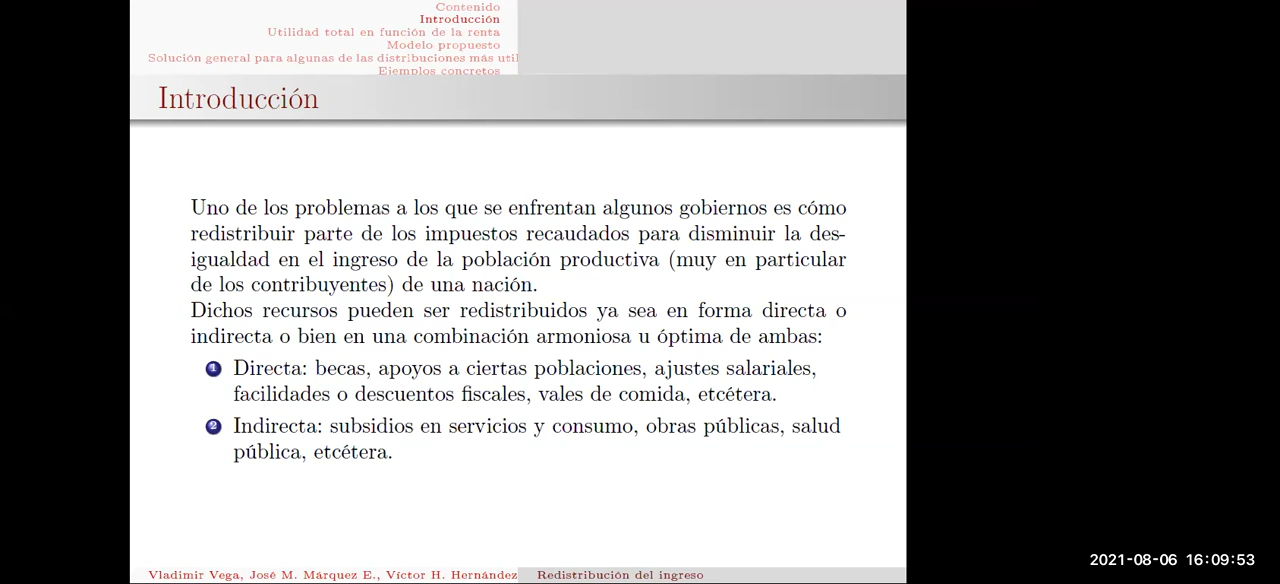 Contenido
Introducción
Utilidad total en función de la renta
Modelo propuesto
Solución general para algunas de las distribuciones más util
Ejemplos concretos
Introducción
Uno de los problemas a los que se enfrentan algunos gobiernos es cómo
redistribuir parte de los impuestos recaudados para disminuir la des-
igualdad en el ingreso de la población productiva (muy en particular
de los contribuyentes) de una nación.
Dichos recursos pueden ser redistribuidos ya sea en forma directa o
indirecta o bien en una combinación armoniosa u óptima de ambas:
1 Directa: becas, apoyos a ciertas poblaciones, ajustes salariales,
facilidades o descuentos fiscales, vales de comida, etcétera.
2 Indirecta: subsidios en servicios y consumo, obras públicas, salud
pública, etcétera.
Vladimir Vega, José M. Márquez E., Víctor H. Hernández
Redistribución del ingreso
2021-08-06 16:09:53